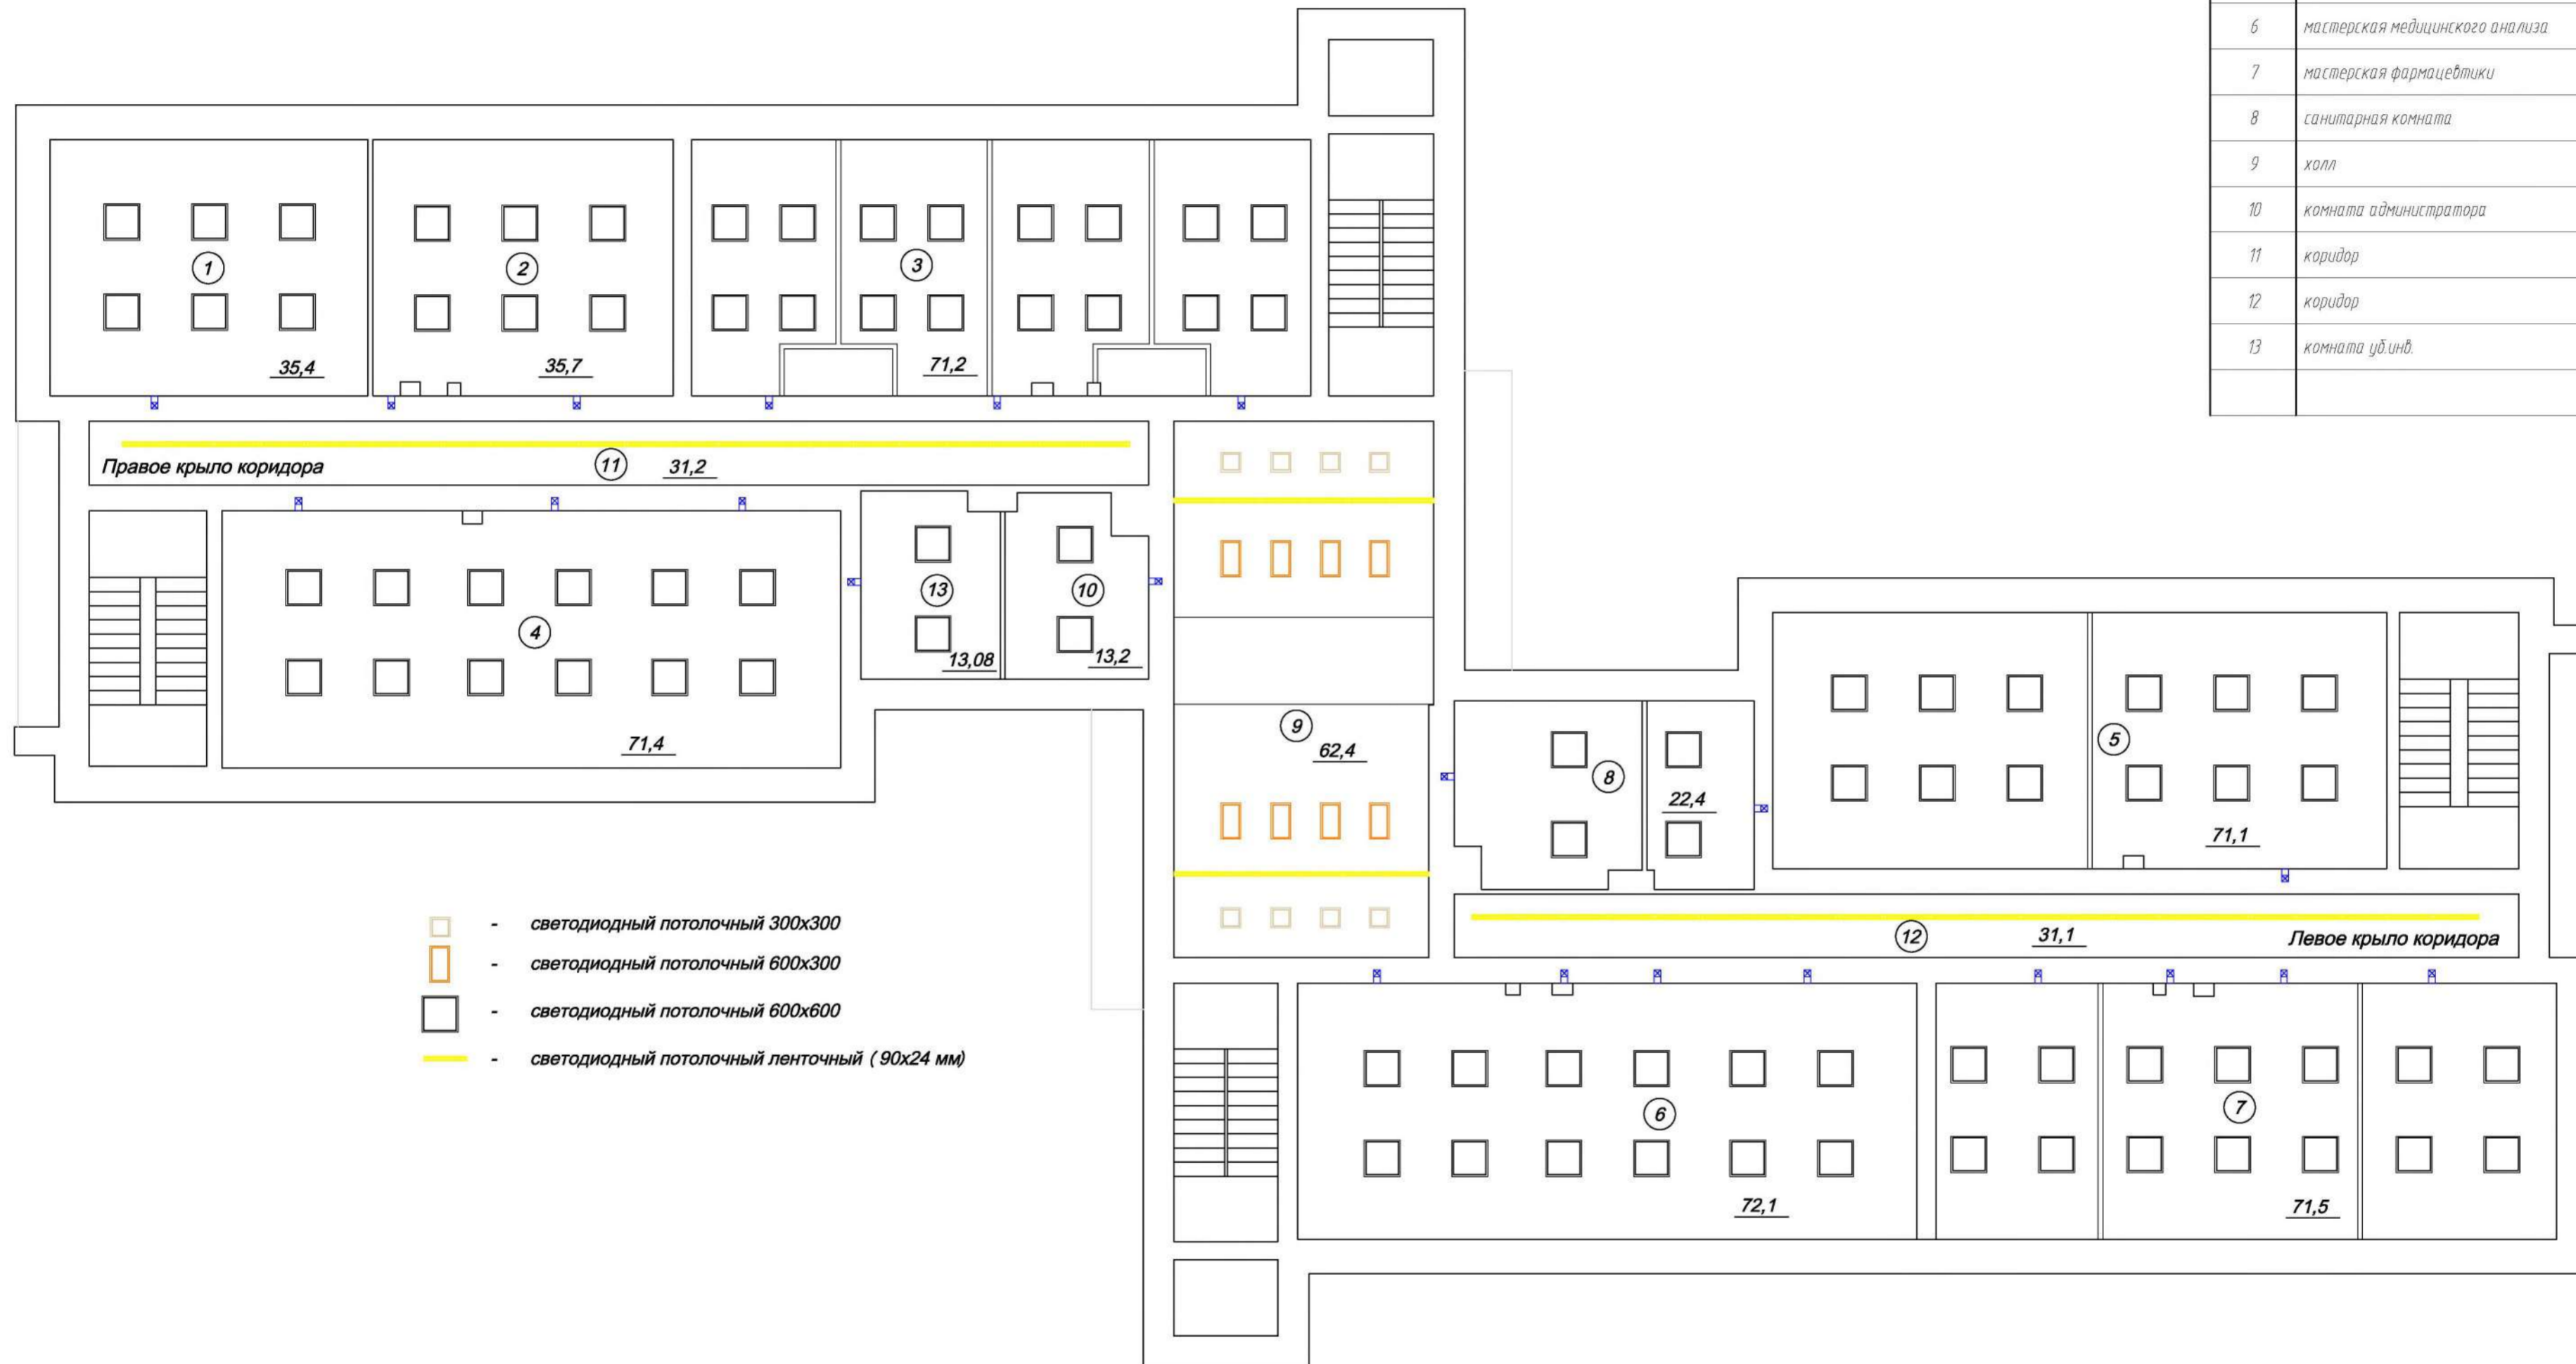 6 мастерская медицинского анализа
7 мастерская фармацевтики
8 санитарная комната
9 холл
10 комната администратора
11 коридор
12 коридор
13 комната уб.инв.
1
35,4
2
35,7
3
71,2
Правое крыло коридора
11
31,2
4
71,4
13
13,08
10
13,2
9
62,4
8
22,4
5
71,1
12
31,1
Левое крыло коридора
6
72,1
7
71,5
- светодиодный потолочный 300х300
- светодиодный потолочный 600х300
- светодиодный потолочный 600х600
- светодиодный потолочный ленточный ( 90х24 мм)